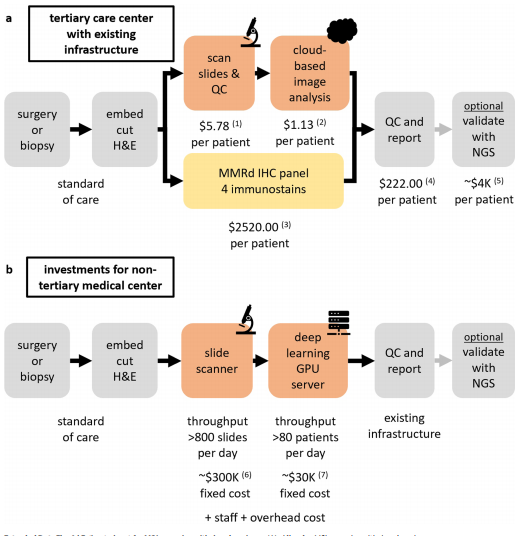 a
tertiary care center
with existing
infrastructure
surgery
or
biopsy
embed
cut
H&E
standard
of care
scan
slides &
QC
$5.78 (1)
per patient
cloud-
based
image
analysis
$1.13 (2)
per patient
MMRd IHC panel
4 immunostains
$2520.00 (3)
per patient
QC and
report
$222.00 (4)
per patient
optional
validate
with
NGS
~$4K (5)
per patient
b
investments for non-
tertiary medical center
surgery
or
biopsy
embed
cut
H&E
standard
of care
slide
scanner
throughput
>800 slides
per day
~$300K (6)
fixed cost
deep
learning
GPU
server
throughput
>80 patients
per day
~$30K (7)
fixed cost
+ staff + overhead cost
QC and
report
existing
infrastructure
optional
validate
with
NGS